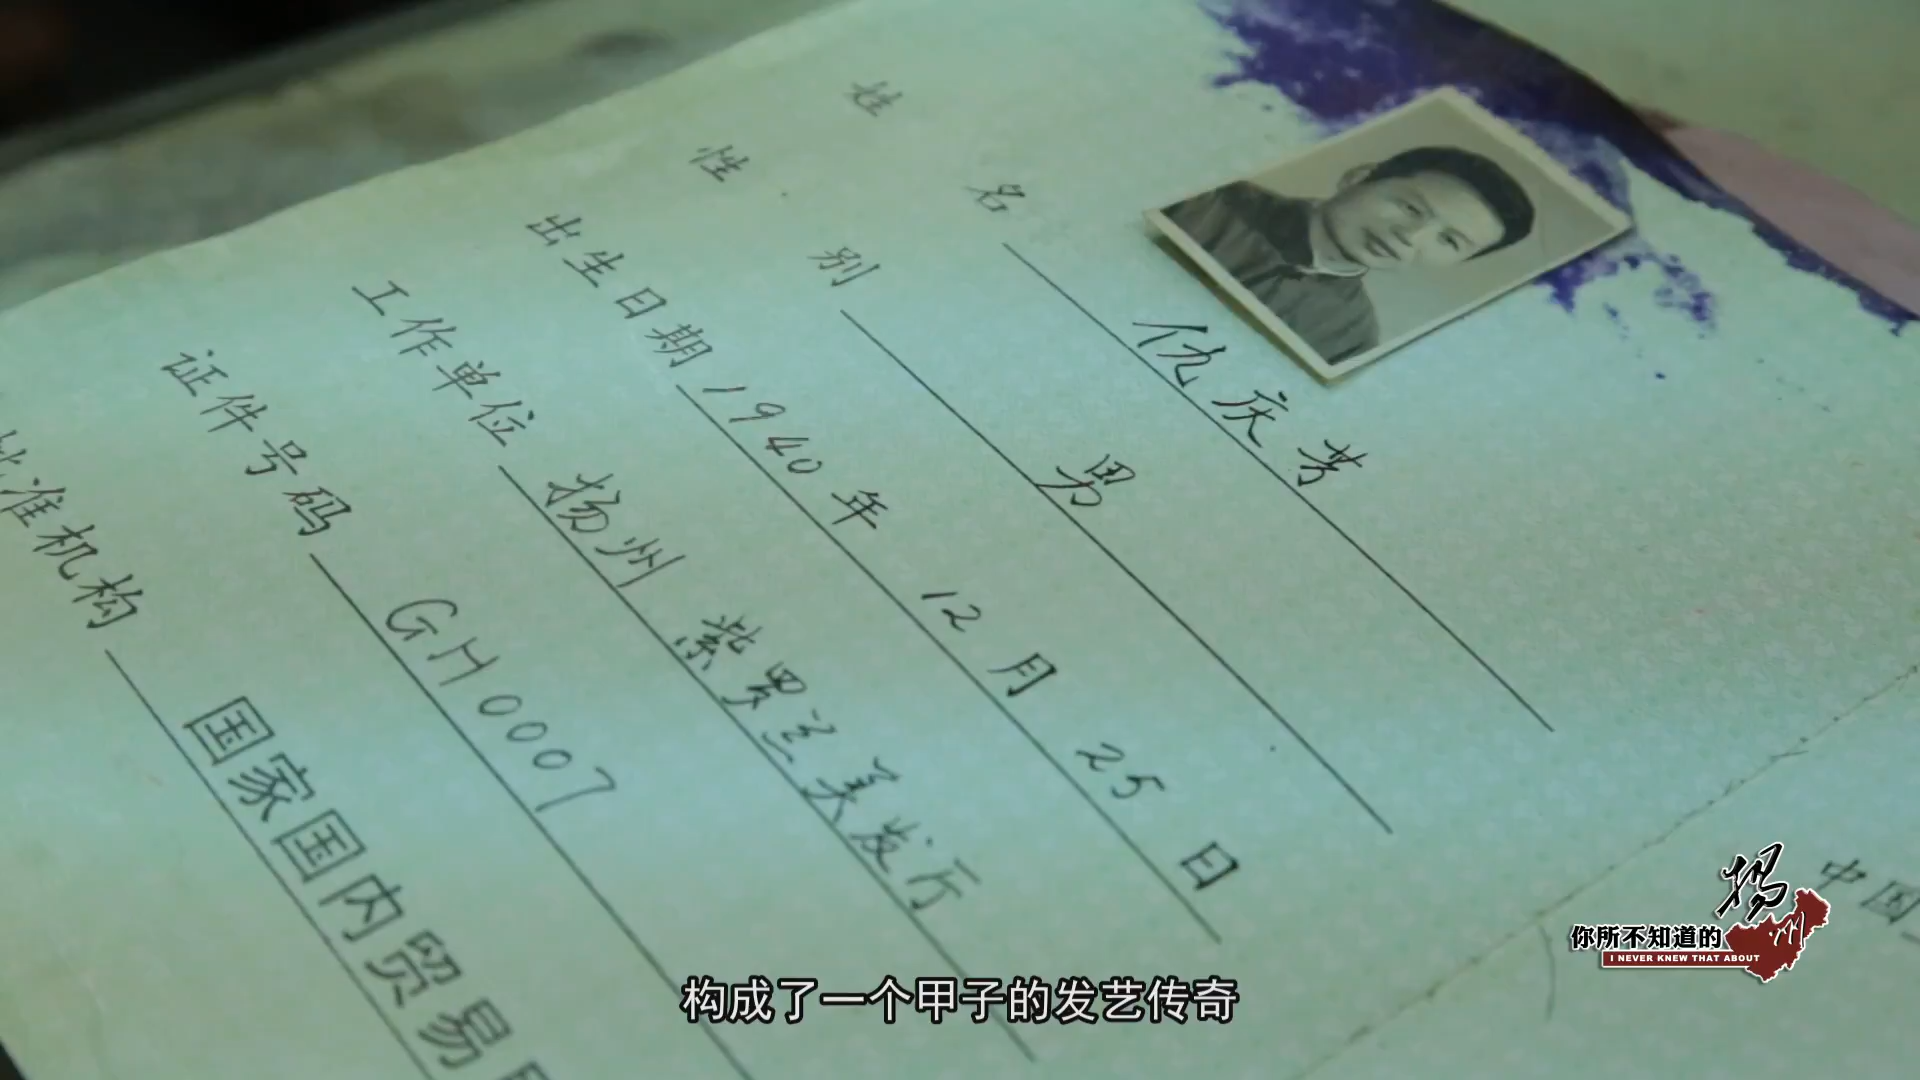 姓名 仇庆芳
性别 男
出生日期 1940年12月25日
工作单位 扬州紫罗兰美发厅
证件号码 GH0007
批准机构 国家国内贸易局
中国
扬州
你所不知道的
I NEVER KNEW THAT ABOUT
构成了一个甲子的发艺传奇